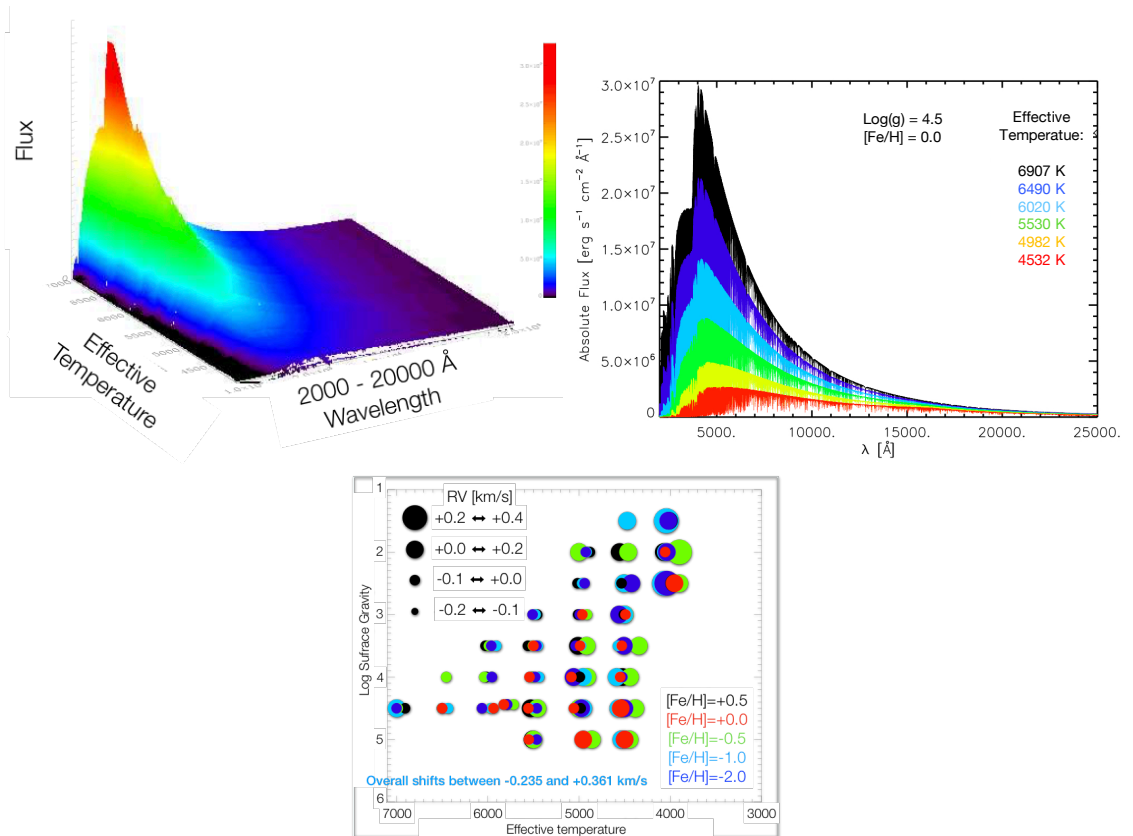 Flux
Effective
Temperature
2000 - 20000 Å
Wavelength
3.0×10⁷
2.5×10⁷
2.0×10⁷
1.5×10⁷
1.0×10⁷
5.0×10⁶
0
Absolute Flux [erg s⁻¹ cm⁻² Å⁻¹]
Log(g) = 4.5
[Fe/H] = 0.0
Effective
Temperatue:
6907 K
6490 K
6020 K
5530 K
4982 K
4532 K
5000. 10000. 15000. 20000. 25000.
λ [Å]
RV [km/s]
+0.2 ⬌ +0.4
+0.0 ⬌ +0.2
-0.1 ⬌ +0.0
-0.2 ⬌ -0.1
1
2
3
4
5
6
Log Sufrace Gravity
[Fe/H]=+0.5
[Fe/H]=+0.0
[Fe/H]=-0.5
[Fe/H]=-1.0
[Fe/H]=-2.0
Overall shifts between -0.235 and +0.361 km/s
7000 6000 5000 4000 3000
Effective temperature